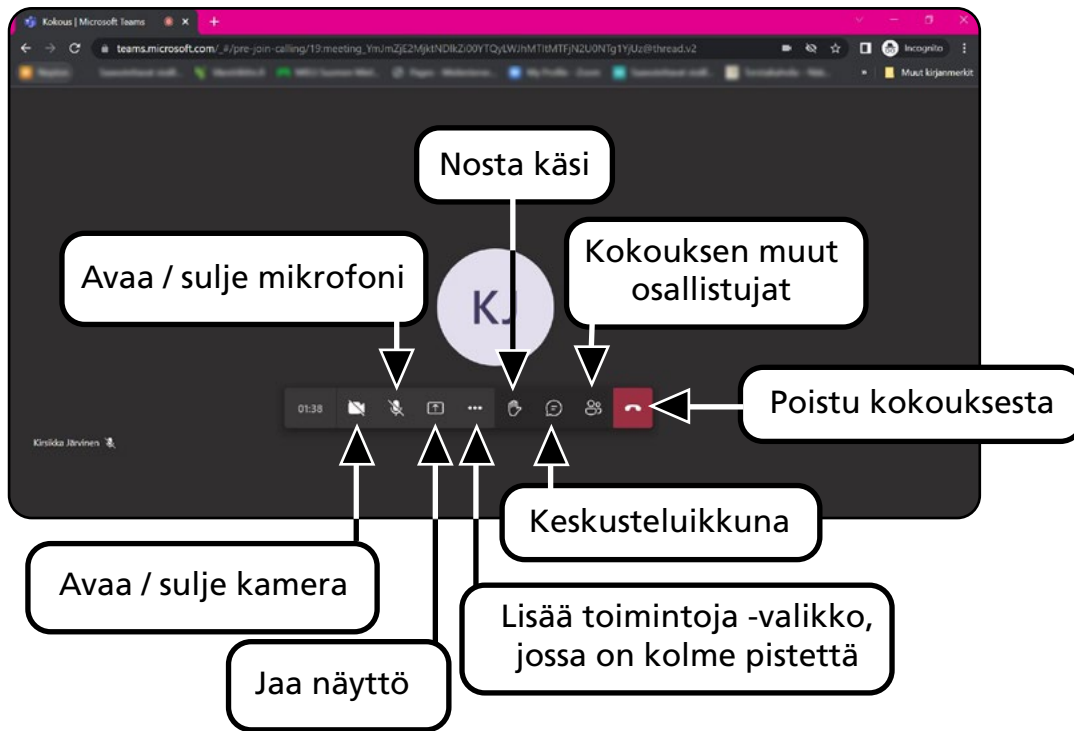 Kokous | Microsoft Teams
teams.microsoft.com/_#/pre-join-calling/19:meeting_YmJmZjE2MjktNDlkZi00YTQyLWJhMTItMTFjN2U0NTg1YjUz@thread.v2
Incognito
Muut kirjanmerkit
Nosta käsi
Kokouksen muut
osallistujat
Avaa / sulje mikrofoni
KJ
01:38
Poistu kokouksesta
Kirsikka Järvinen
Keskusteluikkuna
Avaa / sulje kamera
Lisää toimintoja -valikko,
jossa on kolme pistettä
Jaa näyttö